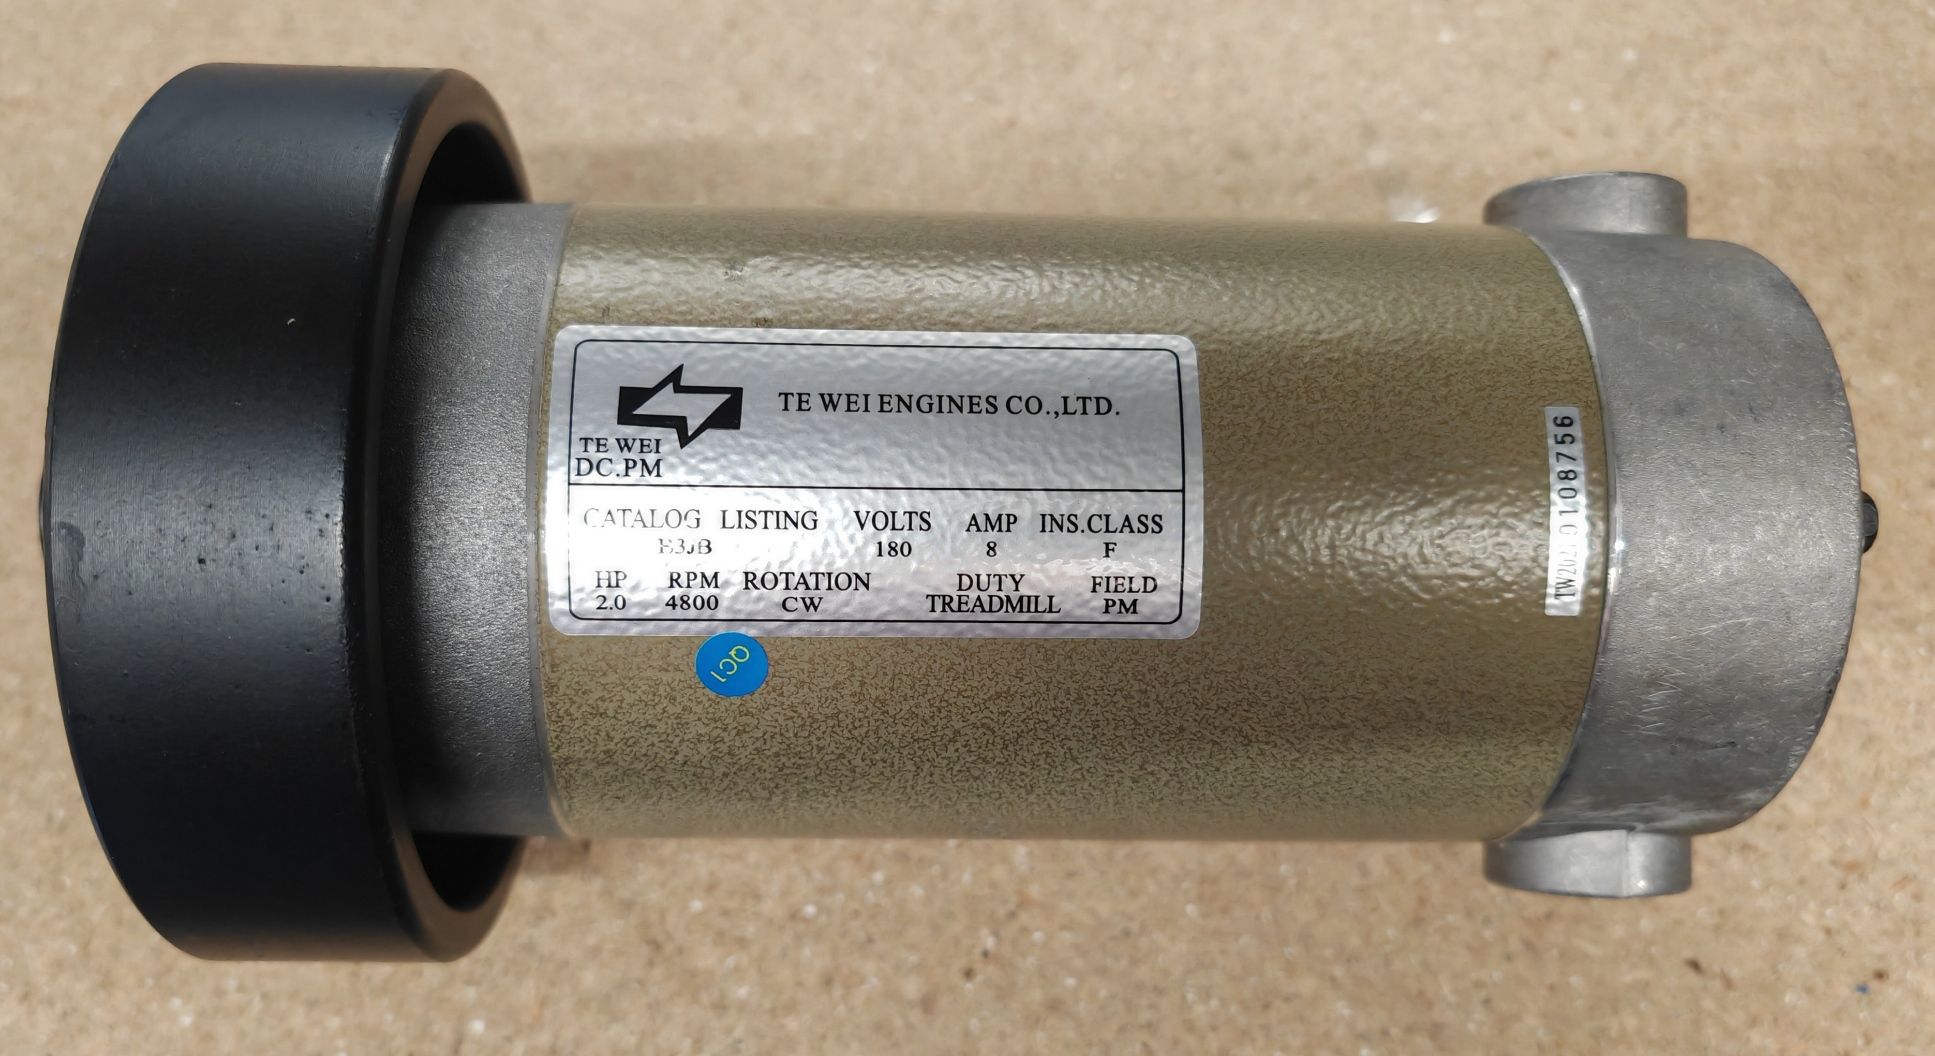 TE WEI ENGINES CO.,LTD.
TE WEI
DC.PM
CATALOG LISTING VOLTS AMP INS.CLASS
180 8 F
HP RPM ROTATION DUTY FIELD
2.0 4800 CW TREADMILL PM
QC1